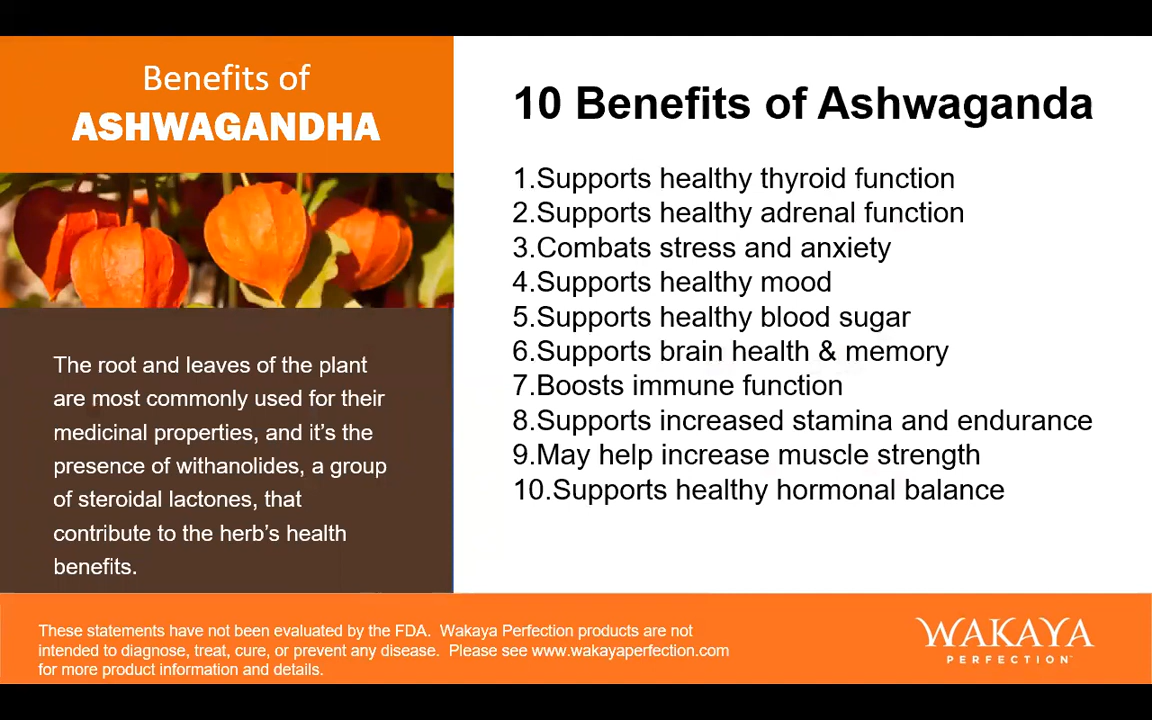 Benefits of
ASHWAGANDHA
The root and leaves of the plant
are most commonly used for their
medicinal properties, and it’s the
presence of withanolides, a group
of steroidal lactones, that
contribute to the herb’s health
benefits.
10 Benefits of Ashwaganda
1.Supports healthy thyroid function
2.Supports healthy adrenal function
3.Combats stress and anxiety
4.Supports healthy mood
5.Supports healthy blood sugar
6.Supports brain health & memory
7.Boosts immune function
8.Supports increased stamina and endurance
9.May help increase muscle strength
10.Supports healthy hormonal balance
These statements have not been evaluated by the FDA.  Wakaya Perfection products are not
intended to diagnose, treat, cure, or prevent any disease.  Please see www.wakayaperfection.com
for more product information and details.
WAKAYA
PERFECTION™